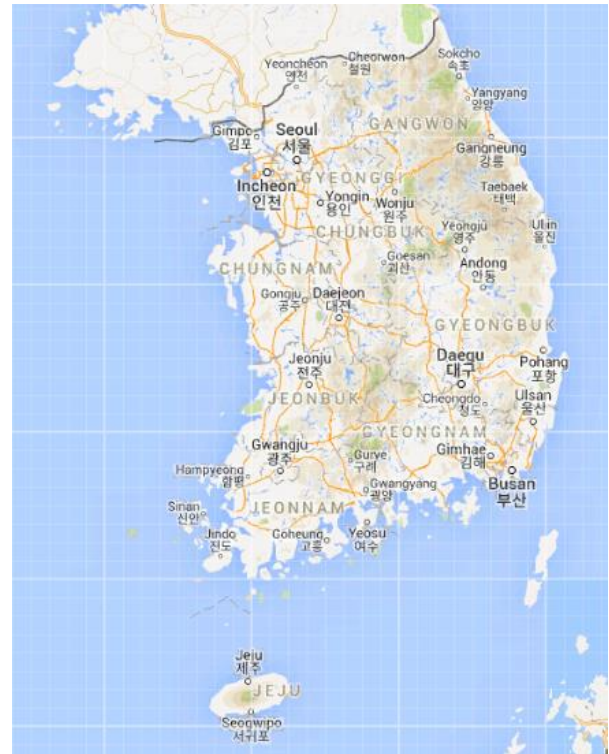 Cheorwon
철원
Sokcho
속초
Yeoncheon
연천
Yangyang
양양
GANGWON
Gimpo
김포
Seoul
서울
Gangneung
강릉
Incheon
인천
GYEONGGI
Taebaek
태백
Yongin
용인
Wonju
원주
CHUNGBUK
Yeongju
영주
Uljin
울진
Goesan
괴산
Andong
안동
CHUNGNAM
Gongju
공주
Daejeon
대전
GYEONGBUK
Jeonju
전주
Daegu
대구
Pohang
포항
JEONBUK
Cheongdo
청도
Ulsan
울산
GYEONGNAM
Gwangju
광주
Gurye
구례
Gimhae
김해
Hampyeong
함평
Gwangyang
광양
Busan
부산
Sinan
신안
JEONNAM
Jindo
진도
Goheung
고흥
Yeosu
여수
Jeju
제주
JEJU
Seogwipo
서귀포